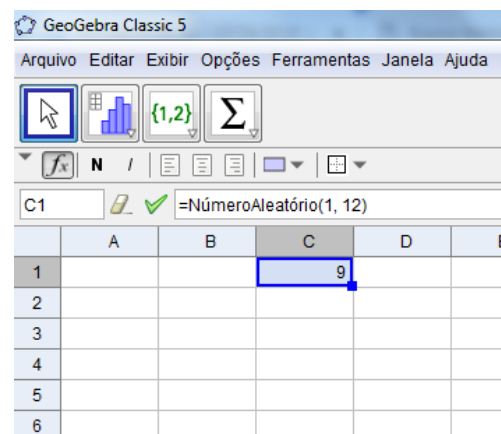 GeoGebra Classic 5
Arquivo Editar Exibir Opções Ferramentas Janela Ajuda
{1,2} Σ
fx N I
C1 =NúmeroAleatório(1, 12)
A B C D
1 9
2
3
4
5
6